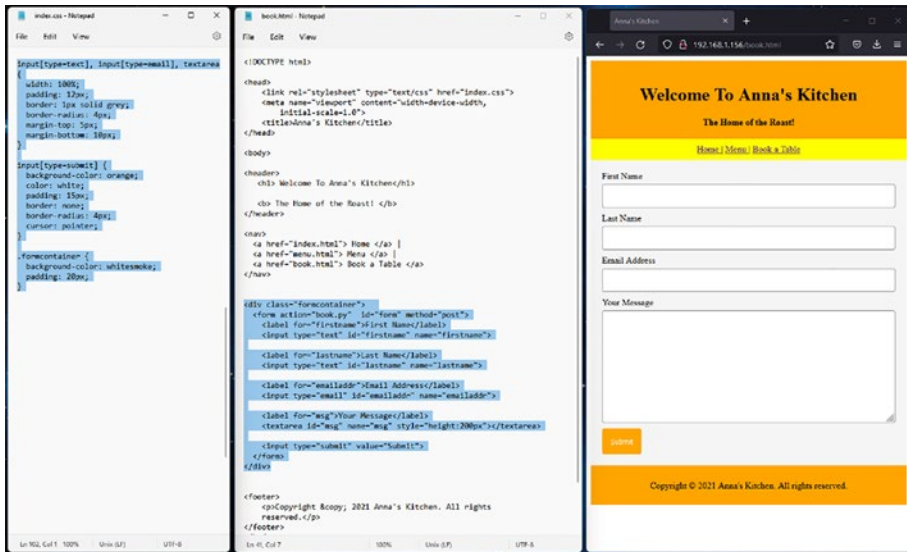 index.css - Notepad
File Edit View
input[type=text], input[type=email], textarea
{
width: 100%;
padding: 12px;
border: 1px solid grey;
border-radius: 4px;
margin-top: 5px;
margin-bottom: 10px;
}
input[type=submit] {
background-color: orange;
color: white;
padding: 15px;
border: none;
border-radius: 4px;
cursor: pointer;
}
.formcontainer {
background-color: whitesmoke;
padding: 20px;
}
Ln 102, Col 1 100% Unix (LF) UTF-8
book.html - Notepad
File Edit View
<!DOCTYPE html>
<head>
<link rel="stylesheet" type="text/css" href="index.css">
<meta name="viewport" content="width=device-width,
initial-scale=1.0">
<title>Anna's Kitchen</title>
</head>
<body>
<header>
<h1> Welcome To Anna's Kitchen</h1>
<b> The Home of the Roast! </b>
</header>
<nav>
<a href="index.html"> Home </a> |
<a href="menu.html"> Menu </a> |
<a href="book.html"> Book a Table </a>
</nav>
<div class="formcontainer">
<form action="book.py" id="form" method="post">
<label for="firstname">First Name</label>
<input type="text" id="firstname" name="firstname">
<label for="lastname">Last Name</label>
<input type="text" id="lastname" name="lastname">
<label for="emailaddr">Email Address</label>
<input type="email" id="emailaddr" name="emailaddr">
<label for="msg">Your Message</label>
<textarea id="msg" name="msg" style="height:200px"></textarea>
<input type="submit" value="Submit">
</form>
</div>
<footer>
<p>Copyright &copy; 2021 Anna's Kitchen. All rights
reserved.</p>
</footer>
Ln 41, Col 7 100% Unix (LF) UTF-8
Anna's Kitchen
192.168.1.156/book.html
Welcome To Anna's Kitchen
The Home of the Roast!
Home | Menu | Book a Table
First Name
Last Name
Email Address
Your Message
Submit
Copyright © 2021 Anna's Kitchen. All rights reserved.